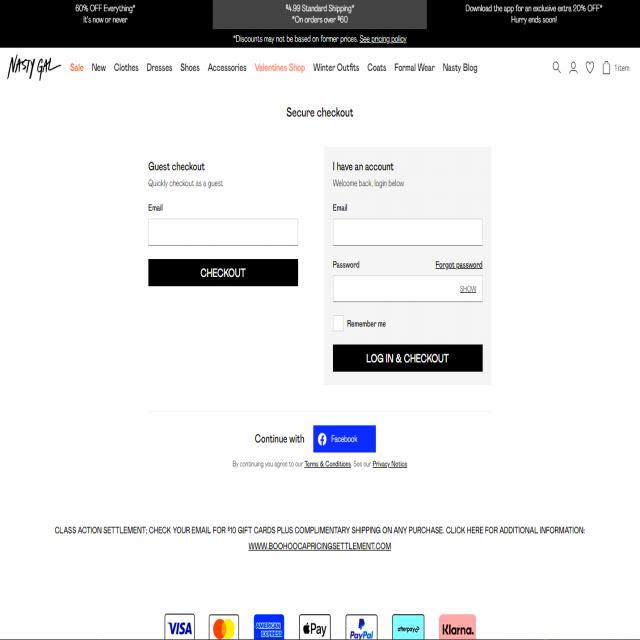 60% OFF Everything*
It's now or never
$4.99 Standard Shipping*
*On orders over $60
Download the app for an exclusive extra 20% OFF*
Hurry ends soon!
*Discounts may not be based on former prices. See pricing policy
NASTY GAL
Sale New Clothes Dresses Shoes Accessories Valentines Shop Winter Outfits Coats Formal Wear Nasty Blog
1 item
Secure checkout
Guest checkout
Quickly checkout as a guest
Email
CHECKOUT
I have an account
Welcome back, login below
Email
Password Forgot password
SHOW
Remember me
LOG IN & CHECKOUT
Continue with Facebook
By continuing you agree to our Terms & Conditions. See our Privacy Notice
CLASS ACTION SETTLEMENT; CHECK YOUR EMAIL FOR $10 GIFT CARDS PLUS COMPLIMENTARY SHIPPING ON ANY PURCHASE. CLICK HERE FOR ADDITIONAL INFORMATION:
WWW.BOOHOOCAPRICINGSETTLEMENT.COM
VISA AMERICAN EXPRESS Pay PayPal afterpay Klarna.